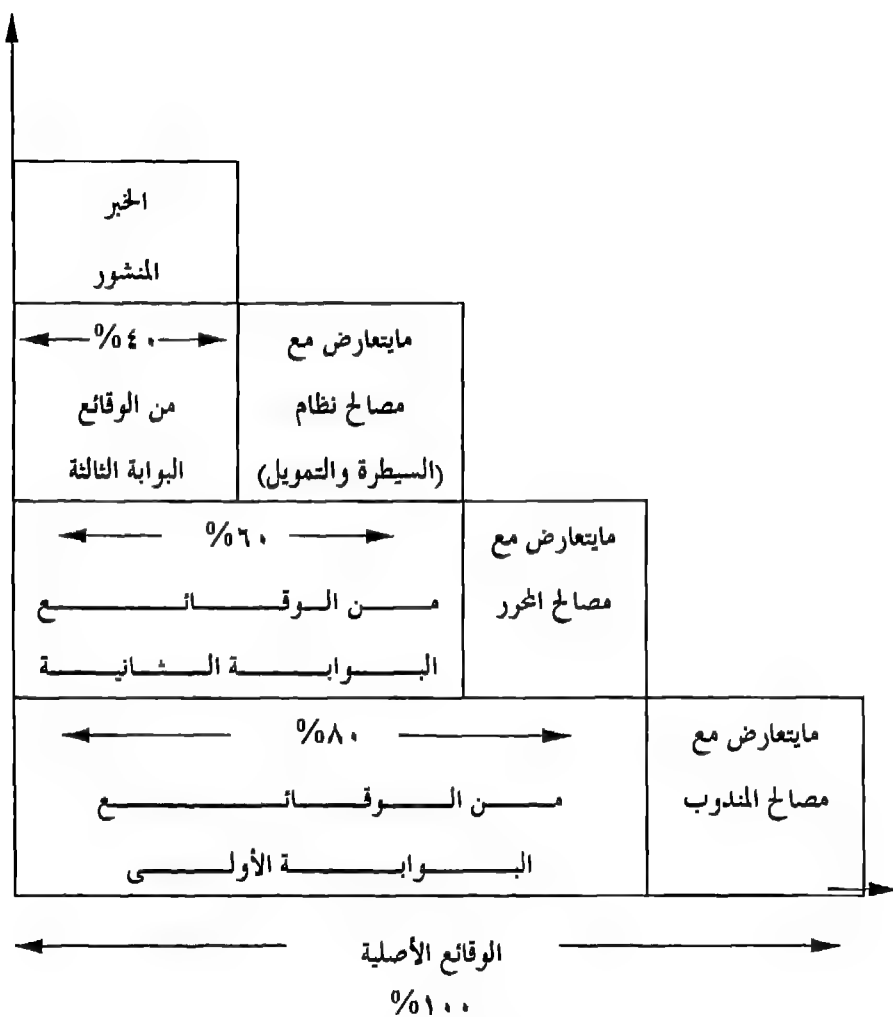 الخبر
المنشور
%٤٠
من الوقائع
البوابة الثالثة
مايتعارض مع
مصالح نظام
(السيطرة والتمويل)
%٦٠
من الوقائع
البوابة الثانية
مايتعارض مع
مصالح المحرر
%٨٠
من الوقائع
البوابة الأولى
مايتعارض مع
مصالح المندوب
الوقائع الأصلية
%١٠٠